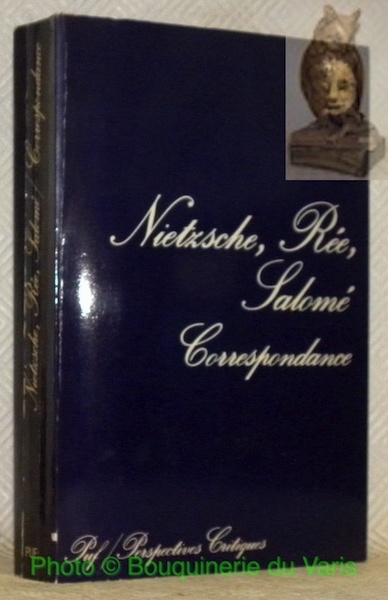 Nietzsche, Rée, Salomé / Correspondance
Nietzsche, Rée,
Salomé
Correspondance
Puf / Perspectives Critiques
Photo © Bouquinerie du Varis